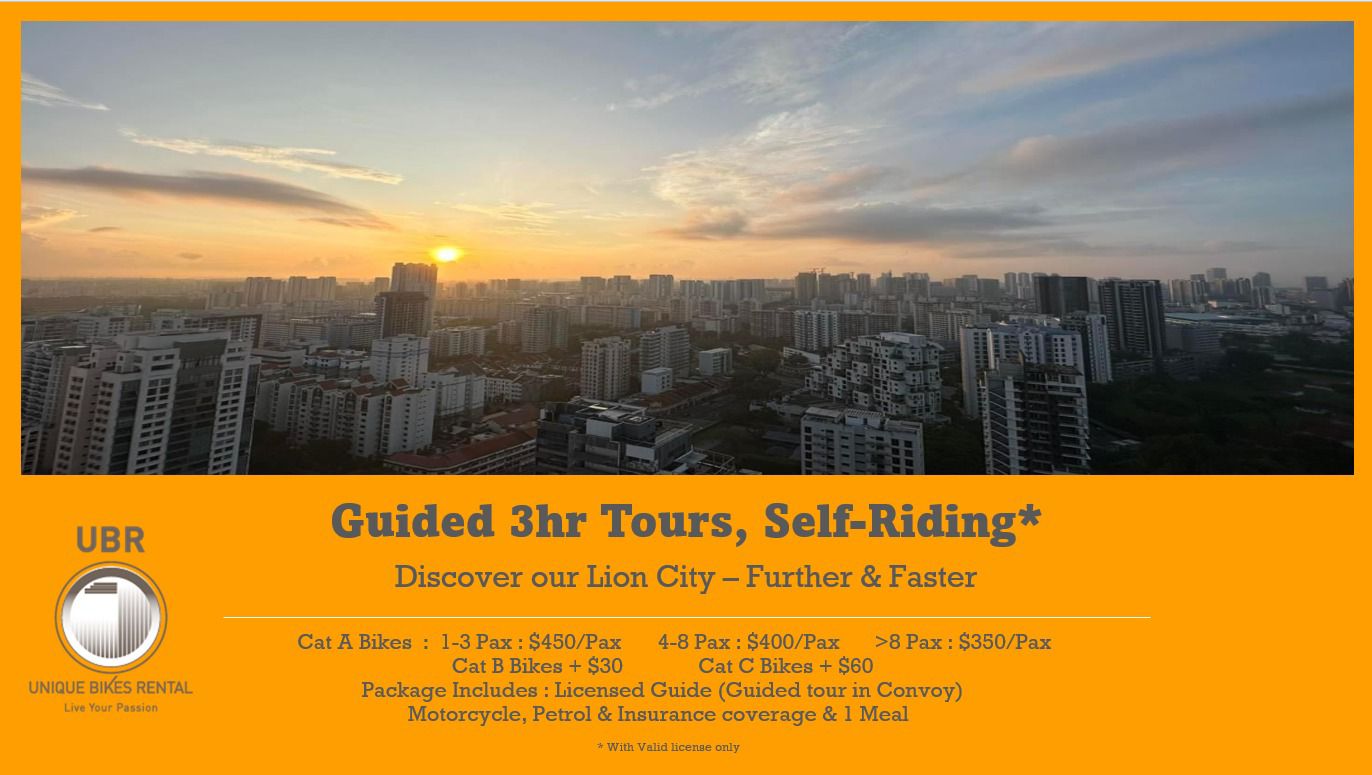 Guided 3hr Tours, Self-Riding*
Discover our Lion City – Further & Faster
UBR
UNIQUE BIKES RENTAL
Live Your Passion
Cat A Bikes : 1-3 Pax : $450/Pax 4-8 Pax : $400/Pax >8 Pax : $350/Pax
Cat B Bikes + $30 Cat C Bikes + $60
Package Includes : Licensed Guide (Guided tour in Convoy)
Motorcycle, Petrol & Insurance coverage & 1 Meal
* With Valid license only